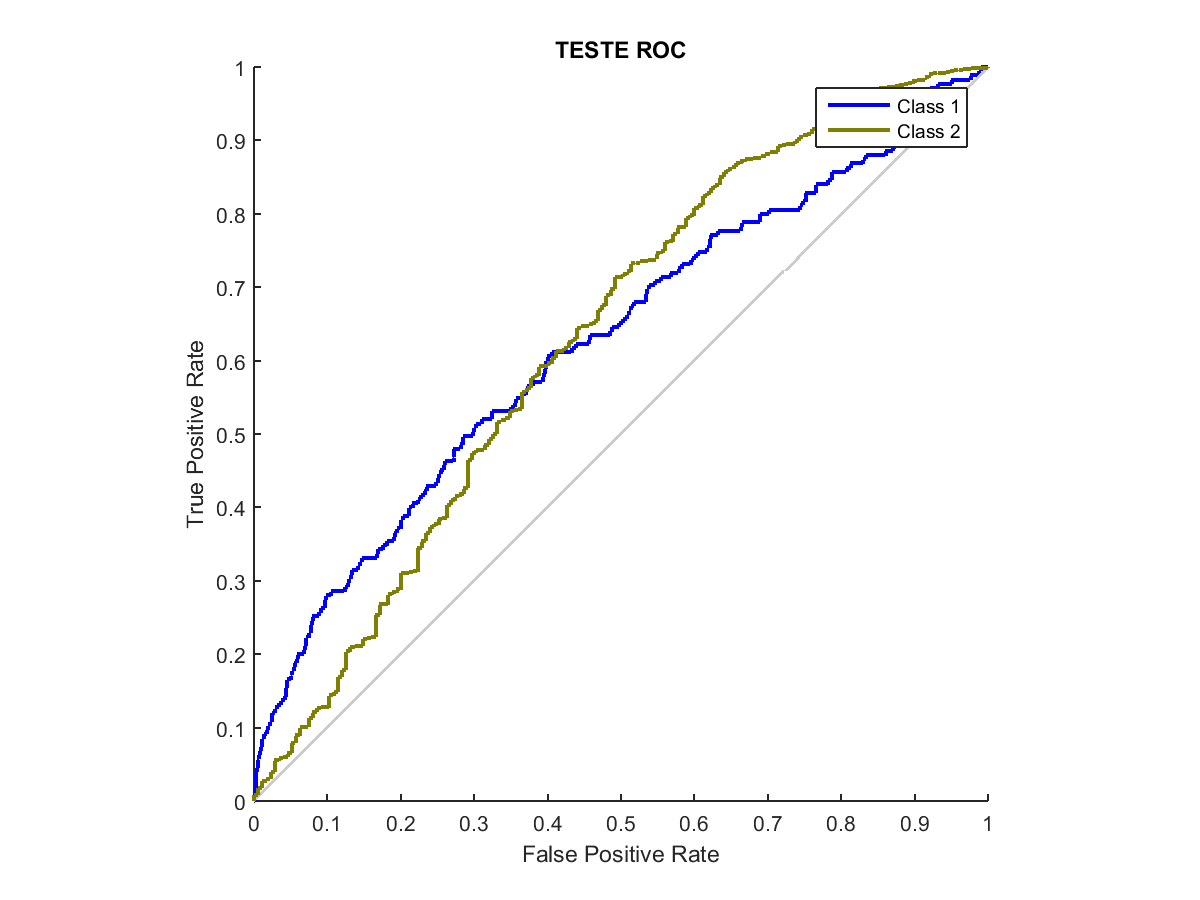 TESTE ROC
1
0.9
0.8
0.7
0.6
0.5
0.4
0.3
0.2
0.1
0
True Positive Rate
Class 1
Class 2
0 0.1 0.2 0.3 0.4 0.5 0.6 0.7 0.8 0.9 1
False Positive Rate